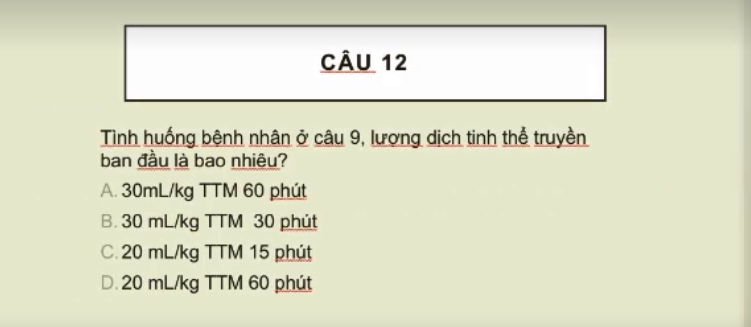 CÂU 12
Tình huống bệnh nhân ở câu 9, lượng dịch tinh thể truyền
ban đầu là bao nhiêu?
A. 30mL/kg TTM 60 phút
B. 30 mL/kg TTM 30 phút
C. 20 mL/kg TTM 15 phút
D. 20 mL/kg TTM 60 phút